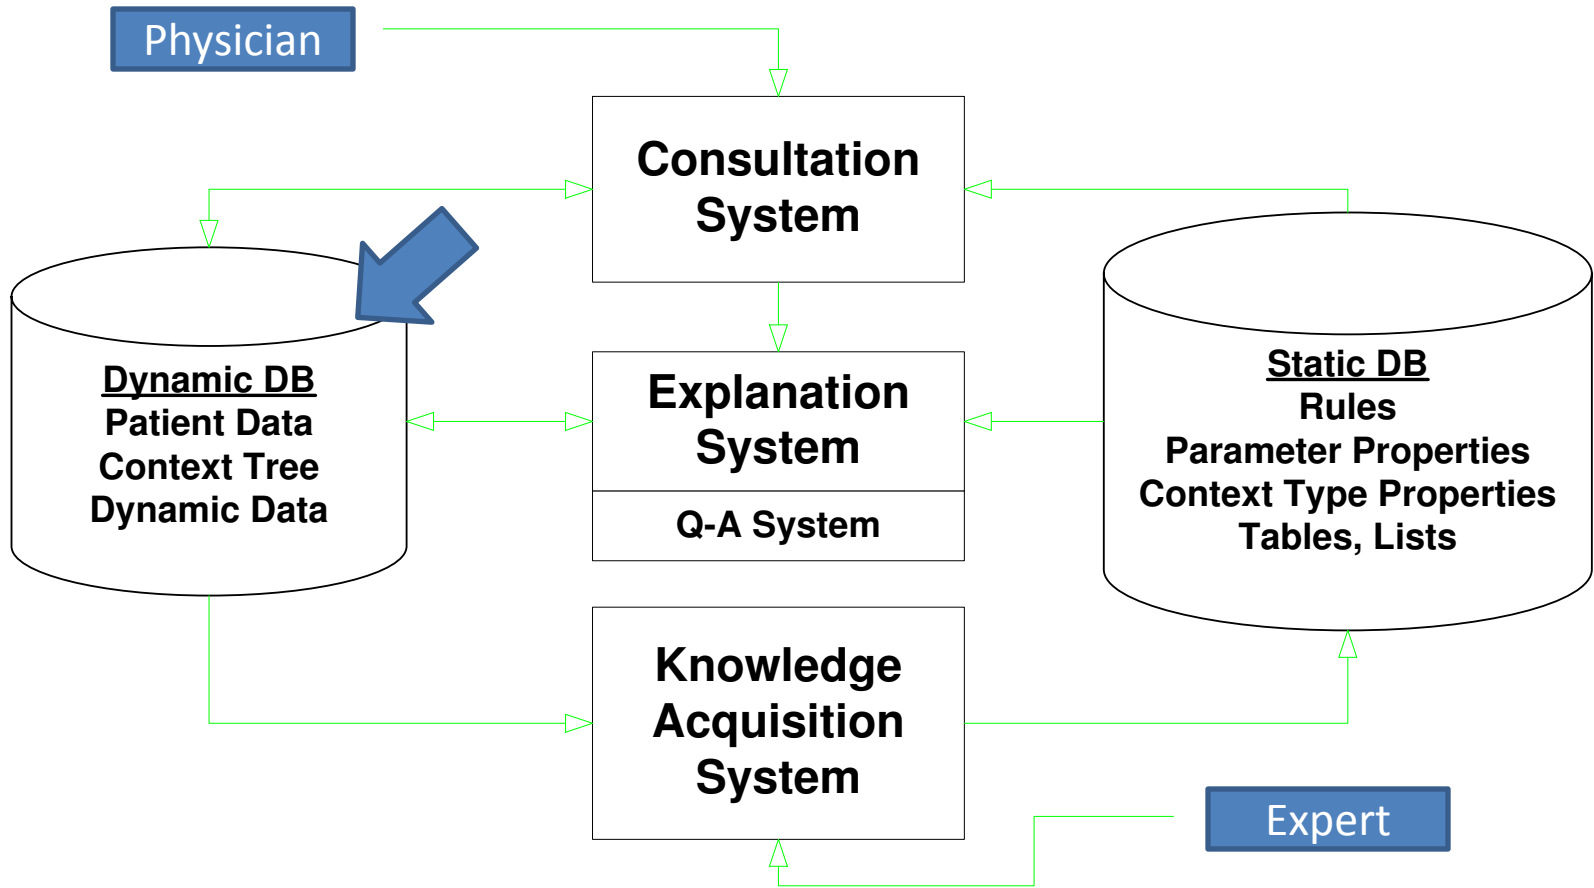 Physician
Consultation
System
Dynamic DB
Patient Data
Context Tree
Dynamic Data
Explanation
System
Q-A System
Static DB
Rules
Parameter Properties
Context Type Properties
Tables, Lists
Knowledge
Acquisition
System
Expert